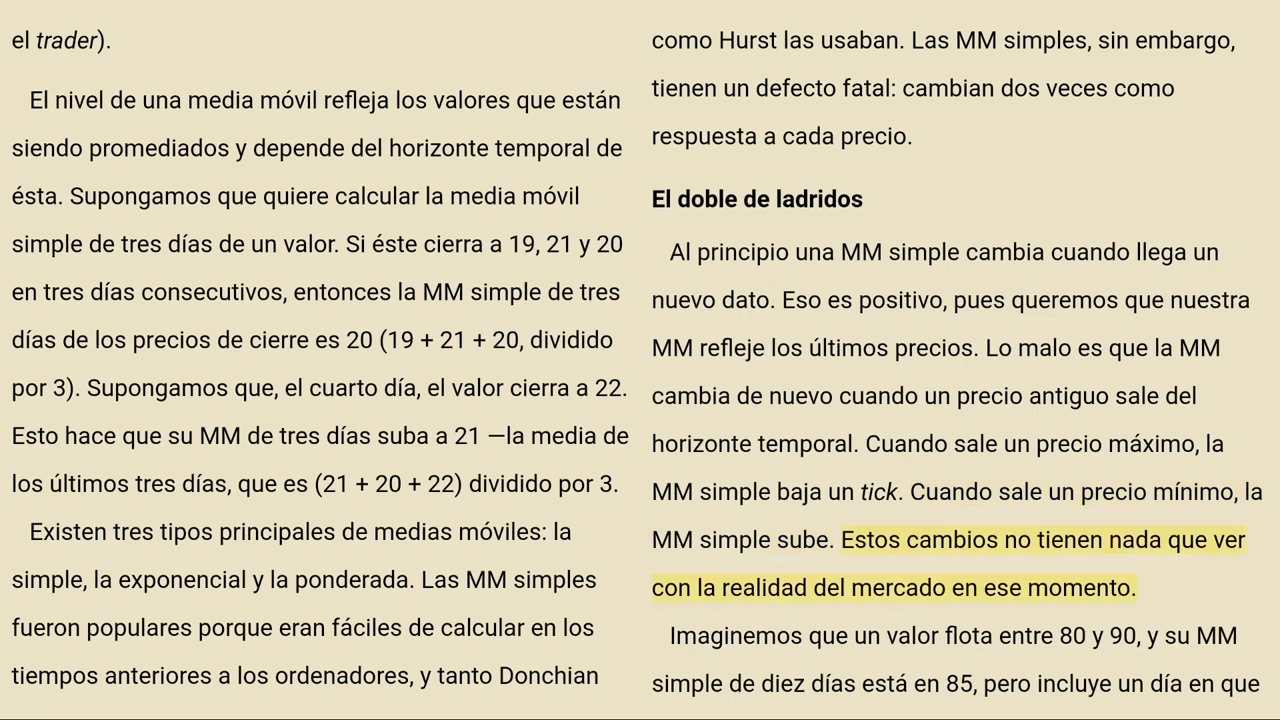 el trader).
El nivel de una media móvil refleja los valores que están
siendo promediados y depende del horizonte temporal de
ésta. Supongamos que quiere calcular la media móvil
simple de tres días de un valor. Si éste cierra a 19, 21 y 20
en tres días consecutivos, entonces la MM simple de tres
días de los precios de cierre es 20 (19 + 21 + 20, dividido
por 3). Supongamos que, el cuarto día, el valor cierra a 22.
Esto hace que su MM de tres días suba a 21 —la media de
los últimos tres días, que es (21 + 20 + 22) dividido por 3.
Existen tres tipos principales de medias móviles: la
simple, la exponencial y la ponderada. Las MM simples
fueron populares porque eran fáciles de calcular en los
tiempos anteriores a los ordenadores, y tanto Donchian
como Hurst las usaban. Las MM simples, sin embargo,
tienen un defecto fatal: cambian dos veces como
respuesta a cada precio.
El doble de ladridos
Al principio una MM simple cambia cuando llega un
nuevo dato. Eso es positivo, pues queremos que nuestra
MM refleje los últimos precios. Lo malo es que la MM
cambia de nuevo cuando un precio antiguo sale del
horizonte temporal. Cuando sale un precio máximo, la
MM simple baja un tick. Cuando sale un precio mínimo, la
MM simple sube. Estos cambios no tienen nada que ver
con la realidad del mercado en ese momento.
Imaginemos que un valor flota entre 80 y 90, y su MM
simple de diez días está en 85, pero incluye un día en que